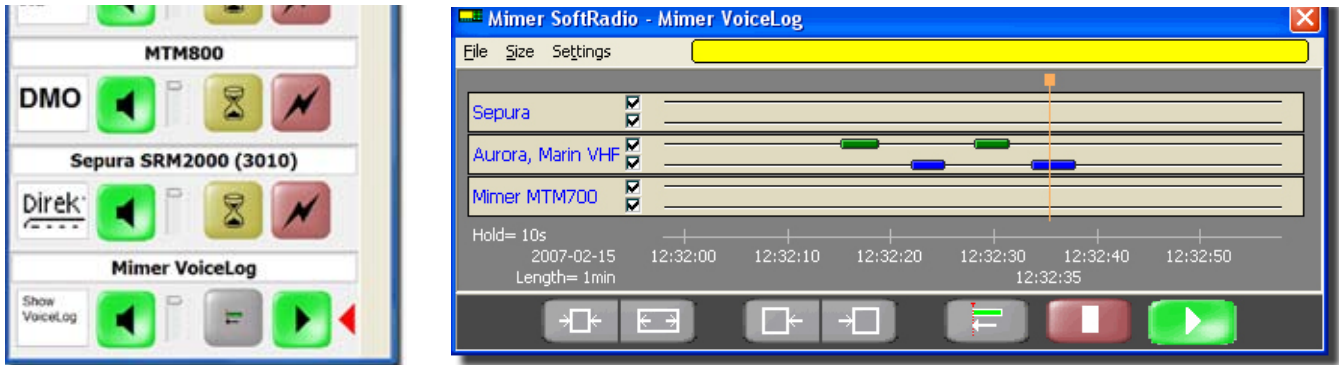 MTM800
DMO
Sepura SRM2000 (3010)
Direk
Mimer VoiceLog
Show
VoiceLog
Mimer SoftRadio - Mimer VoiceLog
File Size Settings
Sepura
Aurora, Marin VHF
Mimer MTM700
Hold= 10s
2007-02-15 12:32:00 12:32:10 12:32:20 12:32:30 12:32:40 12:32:50
Length= 1min 12:32:35